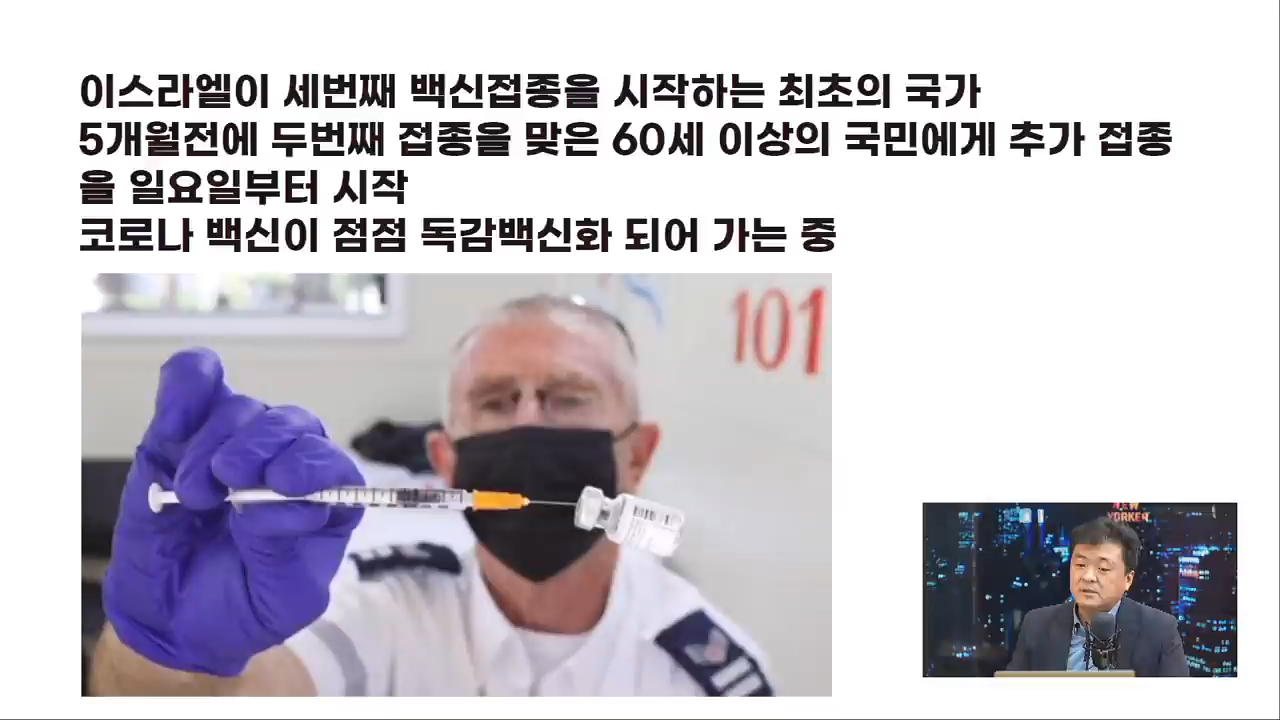 이스라엘이 세번째 백신접종을 시작하는 최초의 국가
5개월전에 두번째 접종을 맞은 60세 이상의 국민에게 추가 접종
을 일요일부터 시작
코로나 백신이 점점 독감백신화 되어 가는 중
101
NEW
YORKER